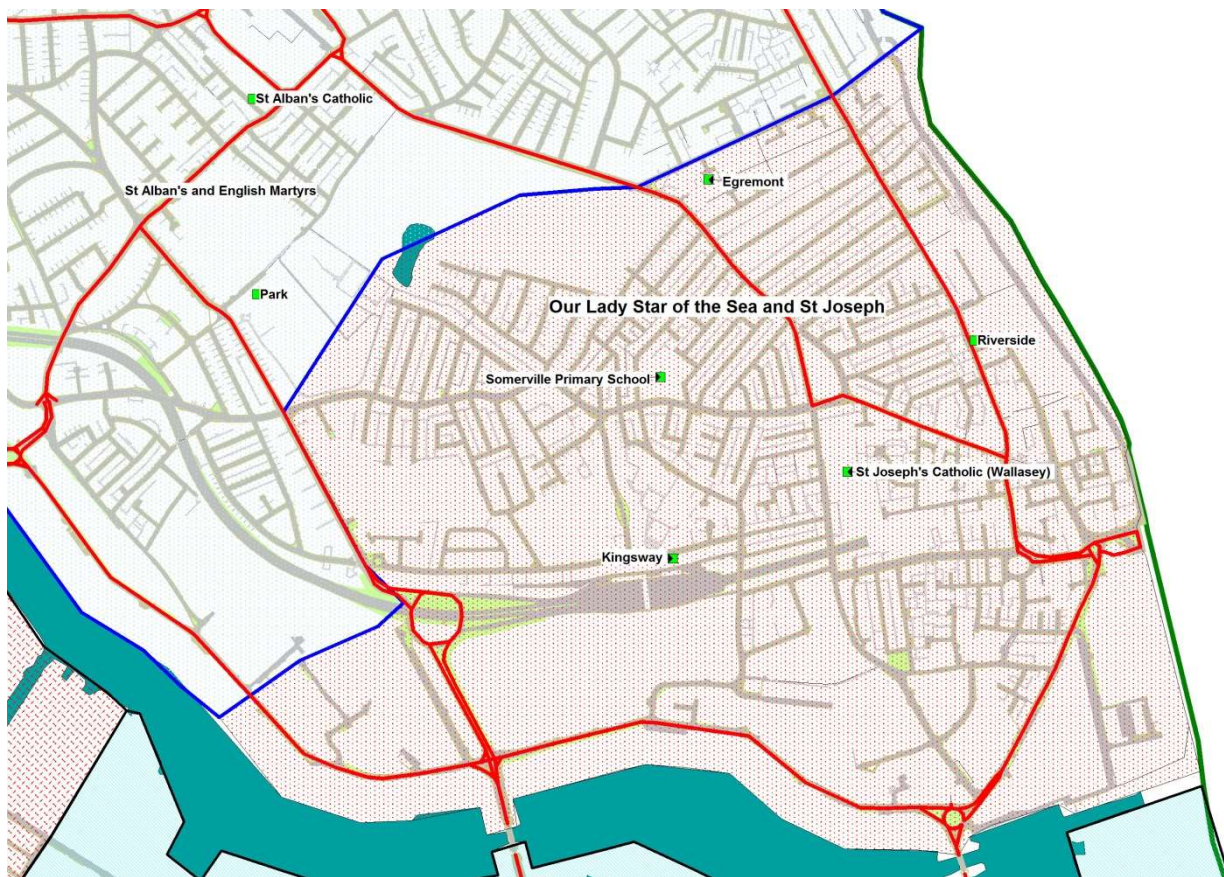 St Alban's Catholic
Egremont
St Alban's and English Martyrs
Park
Our Lady Star of the Sea and St Joseph
Riverside
Somerville Primary School
St Joseph's Catholic (Wallasey)
Kingsway